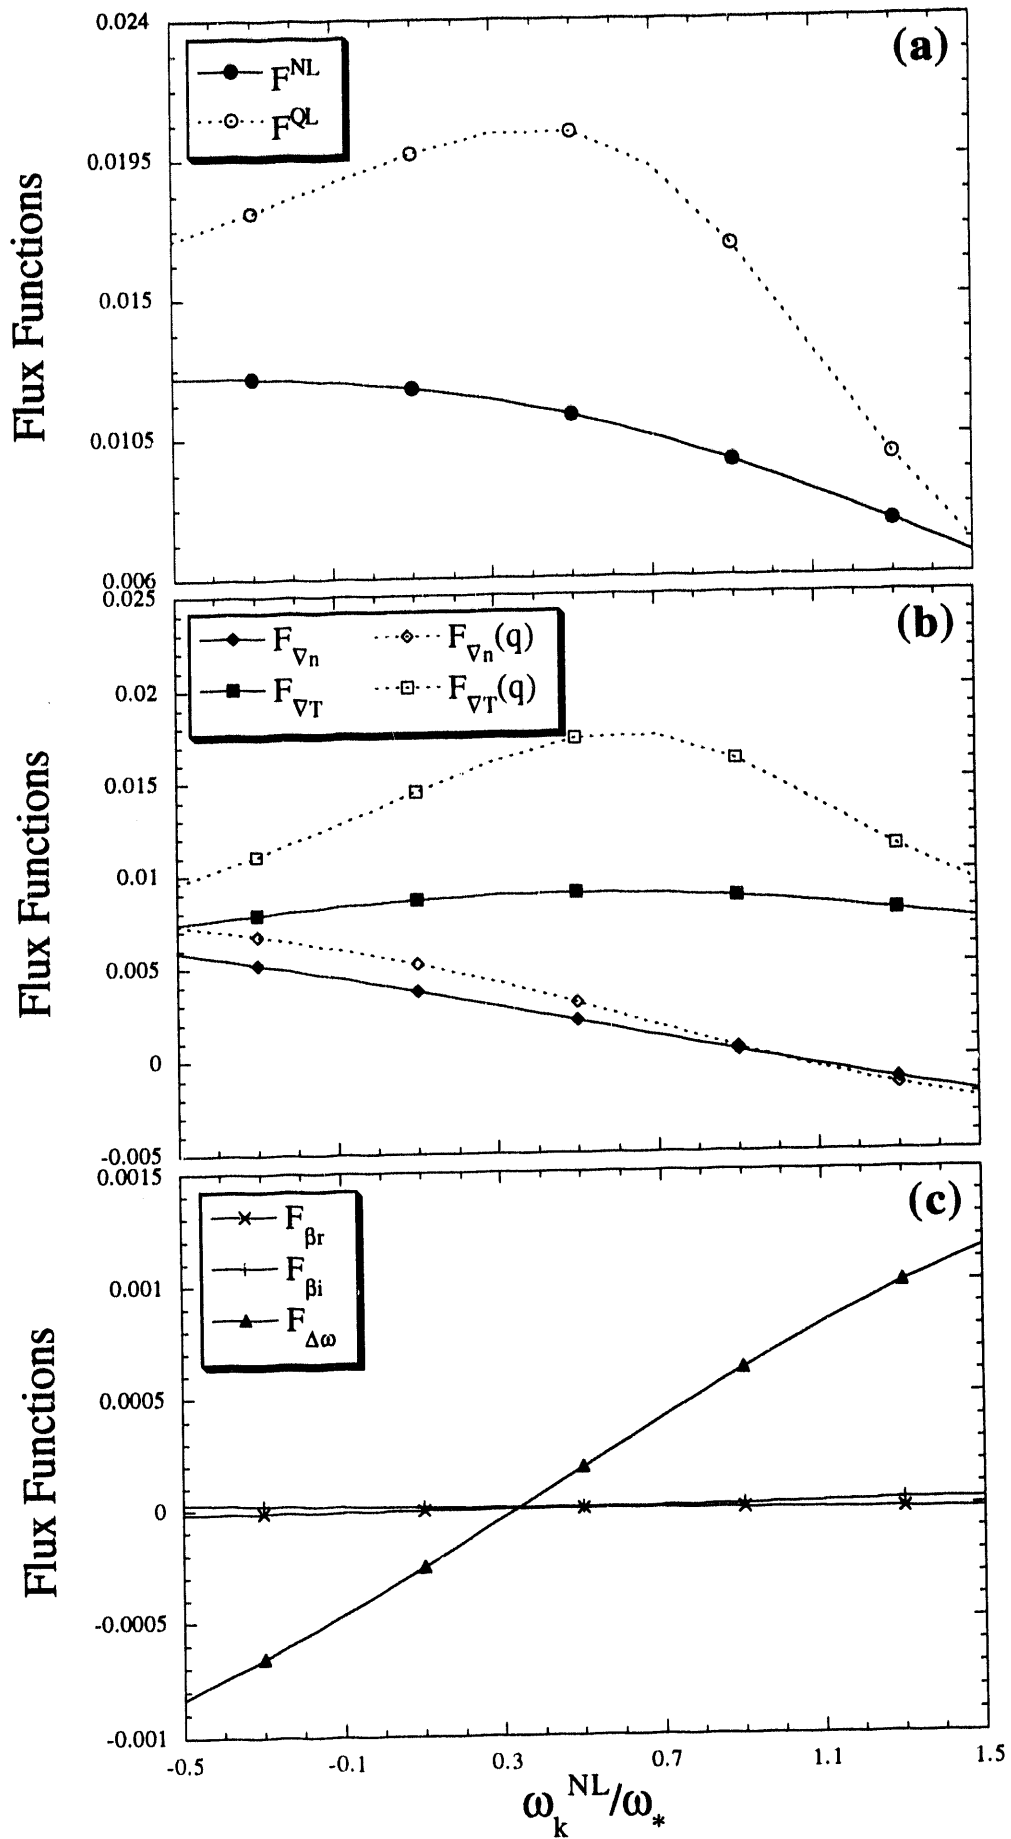 0.024
(a)
F^NL
F^QL
0.0195
0.015
0.0105
0.006
Flux Functions
0.025
(b)
F_∇n F_∇n(q)
F_∇T F_∇T(q)
0.02
0.015
0.01
0.005
0
-0.005
Flux Functions
0.0015
(c)
F_βr
F_βi
F_Δω
0.001
0.0005
0
-0.0005
-0.001
Flux Functions
-0.5 -0.1 0.3 0.7 1.1 1.5
ω_k^NL/ω_*